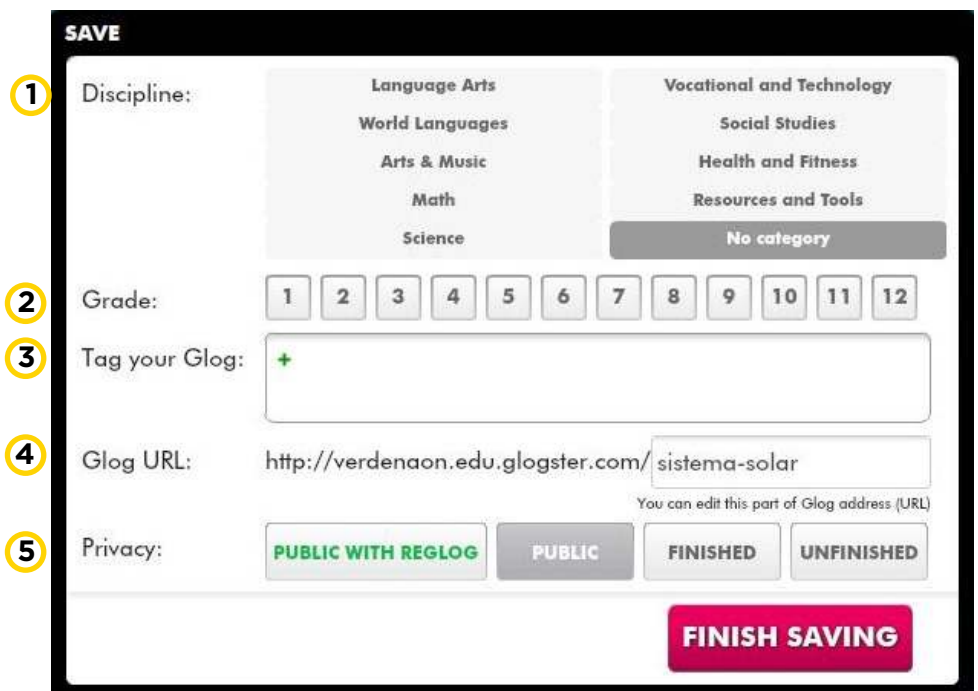 SAVE
1 Discipline: Language Arts Vocational and Technology
World Languages Social Studies
Arts & Music Health and Fitness
Math Resources and Tools
Science No category
2 Grade: 1 2 3 4 5 6 7 8 9 10 11 12
3 Tag your Glog: +
4 Glog URL: http://verdenaon.edu.glogster.com/ sistema-solar
You can edit this part of Glog address (URL)
5 Privacy: PUBLIC WITH REGLOG PUBLIC FINISHED UNFINISHED
FINISH SAVING